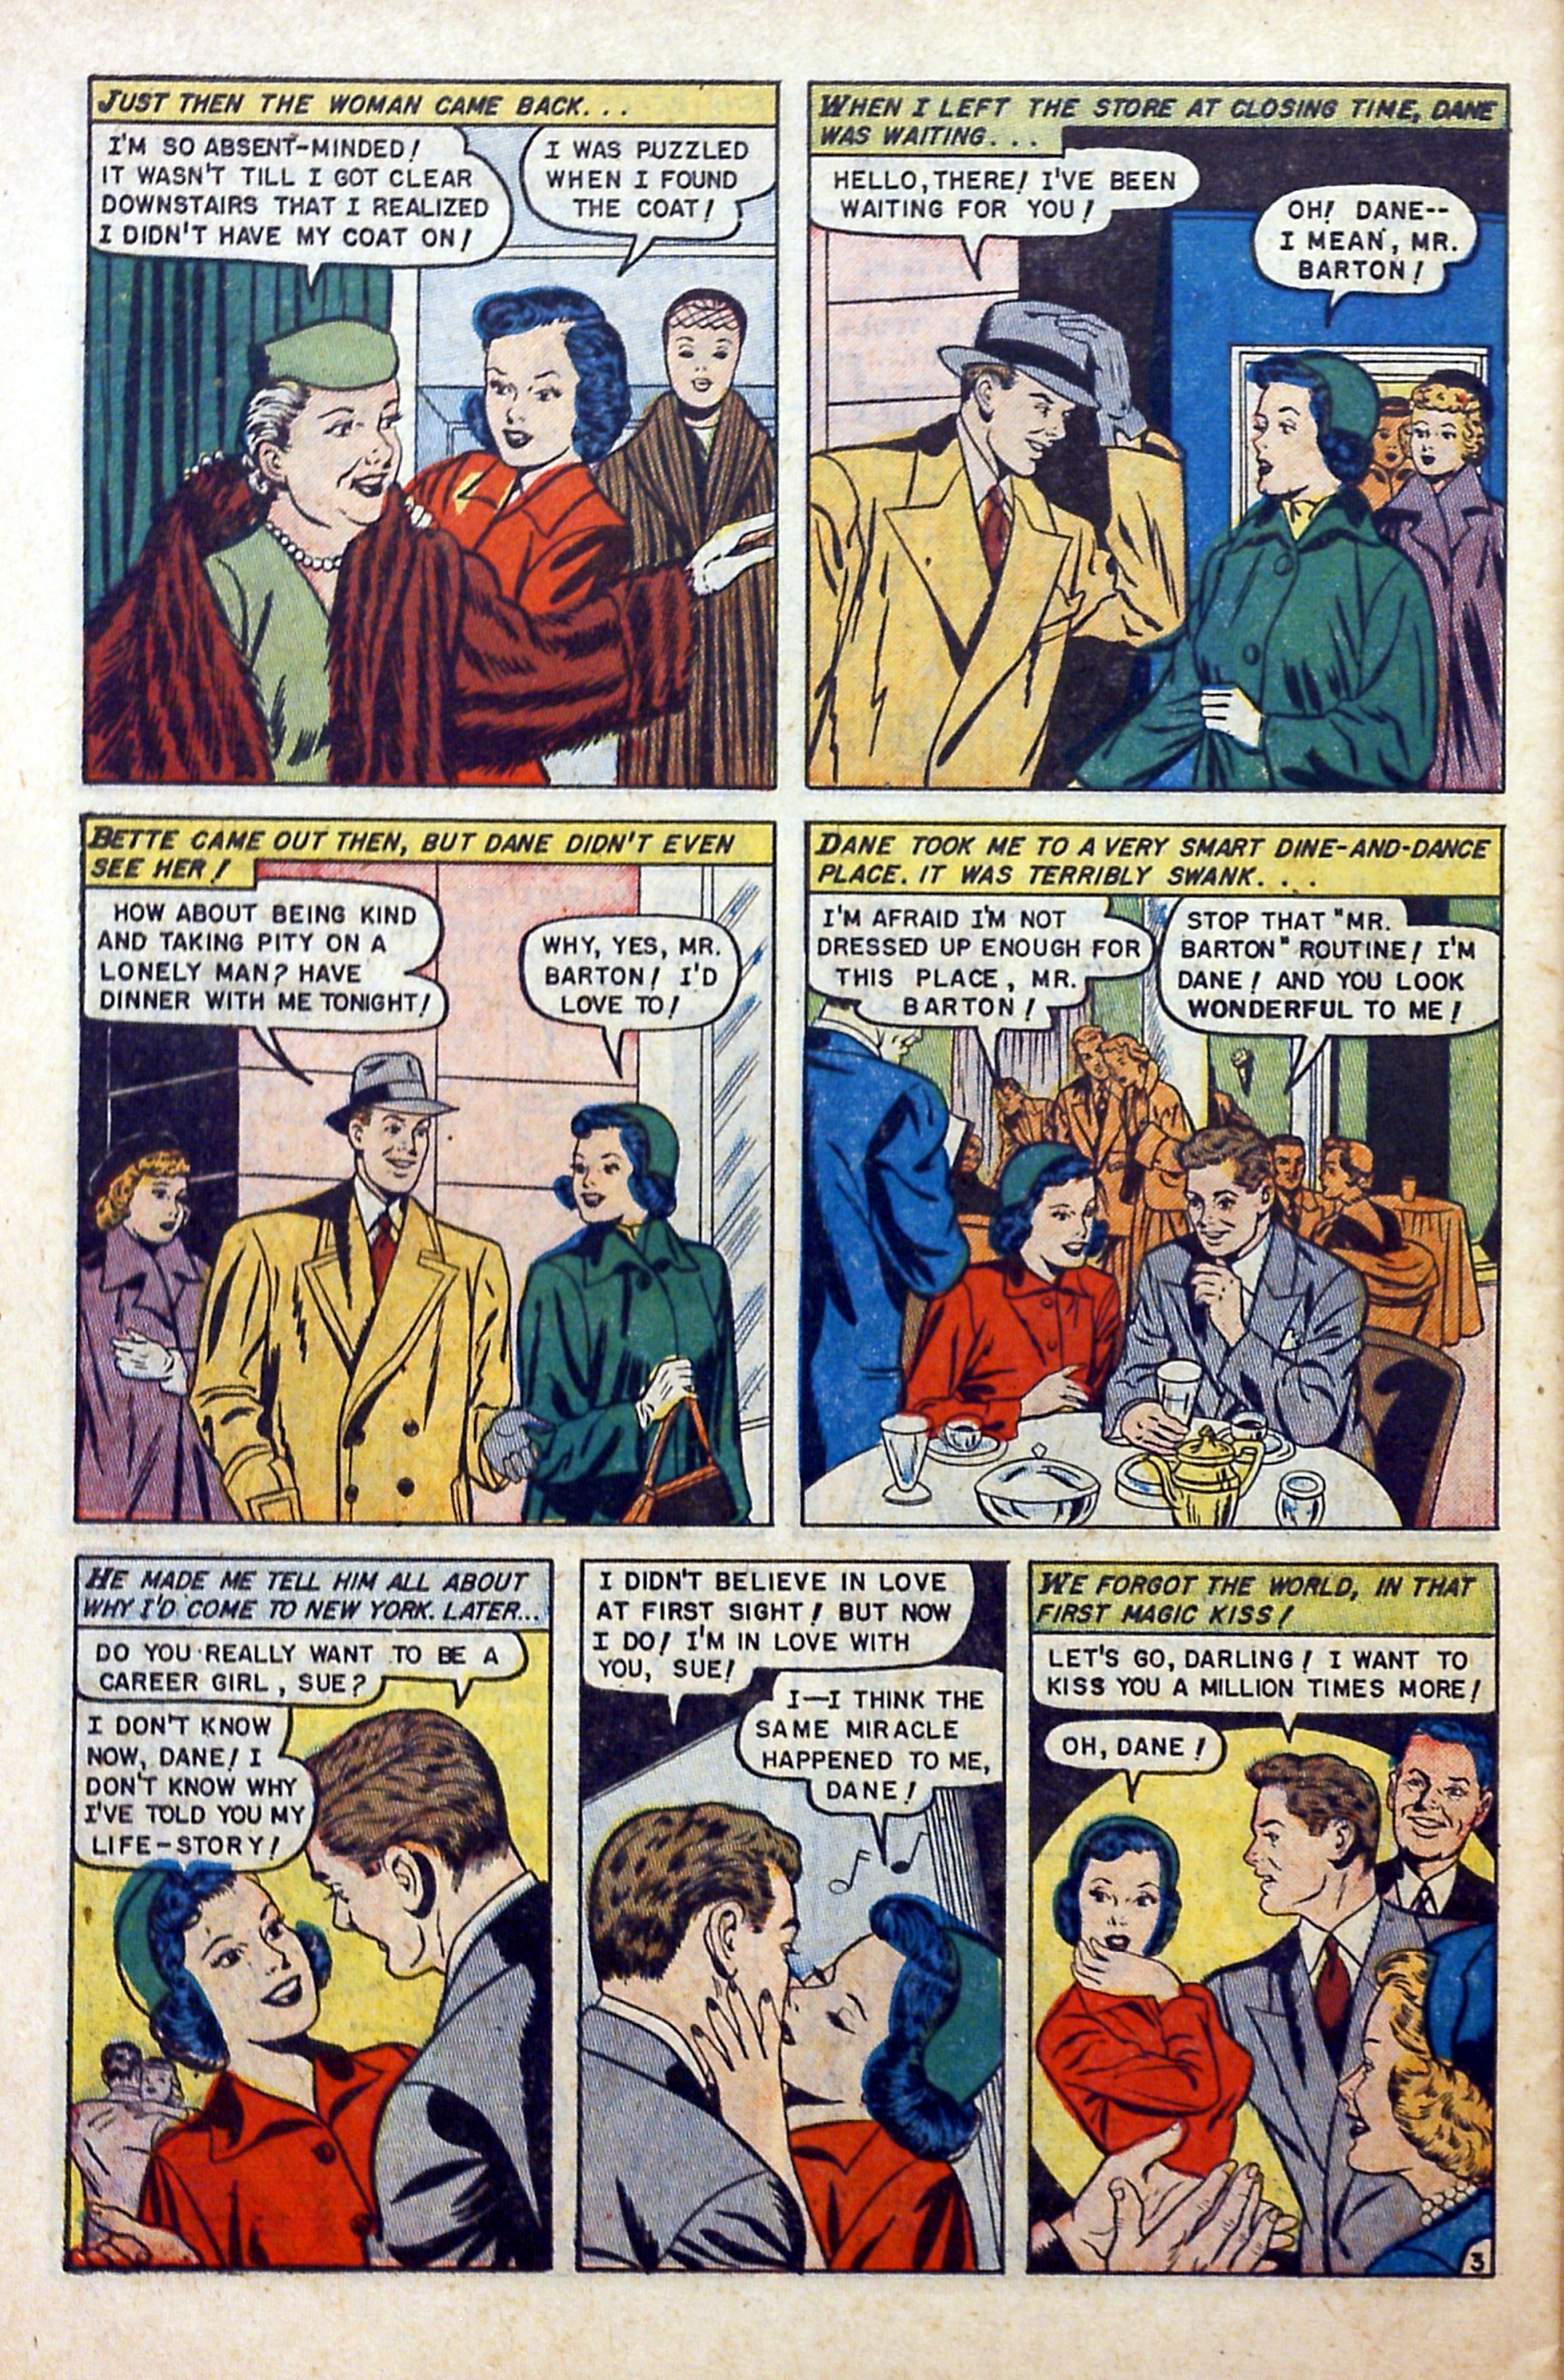 JUST THEN THE WOMAN CAME BACK...
I'M SO ABSENT-MINDED!
IT WASN'T TILL I GOT CLEAR
DOWNSTAIRS THAT I REALIZED
I DIDN'T HAVE MY COAT ON!
I WAS PUZZLED
WHEN I FOUND
THE COAT!
WHEN I LEFT THE STORE AT CLOSING TIME, DANE
WAS WAITING...
HELLO, THERE! I'VE BEEN
WAITING FOR YOU!
OH! DANE--
I MEAN, MR.
BARTON!
BETTE CAME OUT THEN, BUT DANE DIDN'T EVEN
SEE HER!
HOW ABOUT BEING KIND
AND TAKING PITY ON A
LONELY MAN? HAVE
DINNER WITH ME TONIGHT!
WHY, YES, MR.
BARTON! I'D
LOVE TO!
DANE TOOK ME TO A VERY SMART DINE-AND-DANCE
PLACE. IT WAS TERRIBLY SWANK...
I'M AFRAID I'M NOT
DRESSED UP ENOUGH FOR
THIS PLACE, MR.
BARTON!
STOP THAT "MR.
BARTON" ROUTINE! I'M
DANE! AND YOU LOOK
WONDERFUL TO ME!
HE MADE ME TELL HIM ALL ABOUT
WHY I'D COME TO NEW YORK. LATER...
DO YOU REALLY WANT TO BE A
CAREER GIRL, SUE?
I DON'T KNOW
NOW, DANE! I
DON'T KNOW WHY
I'VE TOLD YOU MY
LIFE-STORY!
I DIDN'T BELIEVE IN LOVE
AT FIRST SIGHT! BUT NOW
I DO! I'M IN LOVE WITH
YOU, SUE!
I—I THINK THE
SAME MIRACLE
HAPPENED TO ME,
DANE!
WE FORGOT THE WORLD, IN THAT
FIRST MAGIC KISS!
LET'S GO, DARLING! I WANT TO
KISS YOU A MILLION TIMES MORE!
OH, DANE!
3